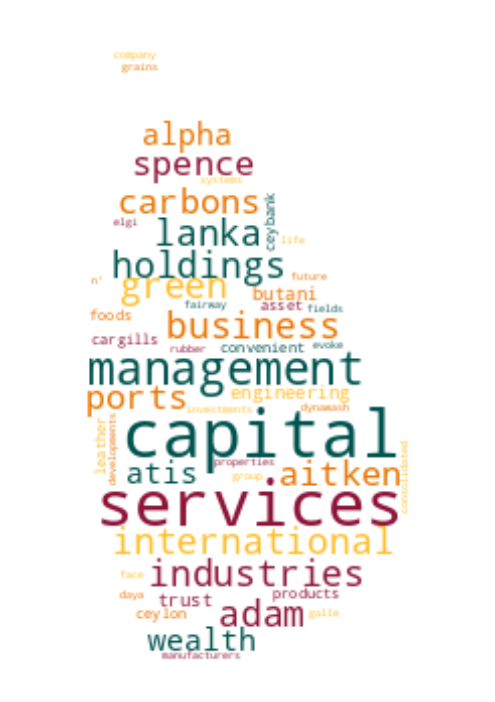 company
grains
alpha
spence
systems
carbons
ceybank
elgi
lanka
life
holdings
n'
green
future
butani
fairway
asset
fields
foods
business
cargills
rubber
convenient
evoke
management
ports
engineering
investments
dynawash
capital
leather
developments
atis
properties
group
aitken
consolidated
services
international
face
industries
daya
trust
products
ceylon
adam
galle
wealth
manufacturers